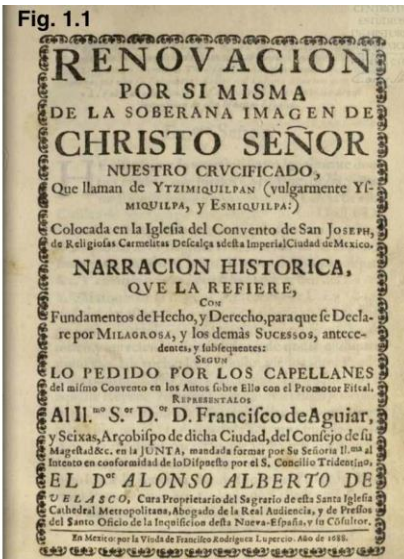 Fig. 1.1
RENOVACION
POR SI MISMA
DE LA SOBERANA IMAGEN DE
CHRISTO SEÑOR
NUESTRO CRVCIFICADO,
Que llaman de YTZIMIQUILPAN (vulgarmente Yſ-
MIQUILPA, y ESMIQUILPA:)
Colocada en la Igleſia del Convento de San JOSEPH,
de Religioſas Carmelitas Deſcalças deſta Imperial Ciudad de Mexico.
NARRACION HISTORICA,
QVE LA REFIERE,
CON
Fundamentos de Hecho, y Derecho, para que ſe Decla-
re por MILAGROSA, y los demàs SUCESSOS, antece-
dentes, y ſubſequentes:
SEGUN
LO PEDIDO POR LOS CAPELLANES
del miſmo Convento en los Autos ſobre Ello con el Promotor Fiſcal.
REPRESENTALOS
Al Il.mo S.or D.or D. Franciſco de Aguiar,
y Seixas, Arçobiſpo de dicha Ciudad, del Conſejo de ſu
Mageſtad &c. en la JUNTA, mandada formar por Su Señoria Il.ma al
Intento en conformidad de lo Diſpueſto por el S. Concilio Tridentino,
EL D.or ALONSO ALBERTO DE
VELASCO, Cura Proprietario del Sagrario de eſta Santa Igleſia
Cathedral Metropolitana, Abogado de la Real Audiencia, y de Preſſos
del Santo Oficio de la Inquiſicion deſta Nueva-Eſpaña, y ſu Cōſultor.
En Mexico: por la Viuda de Franciſco Rodriguez Lupercio. Año de 1688.